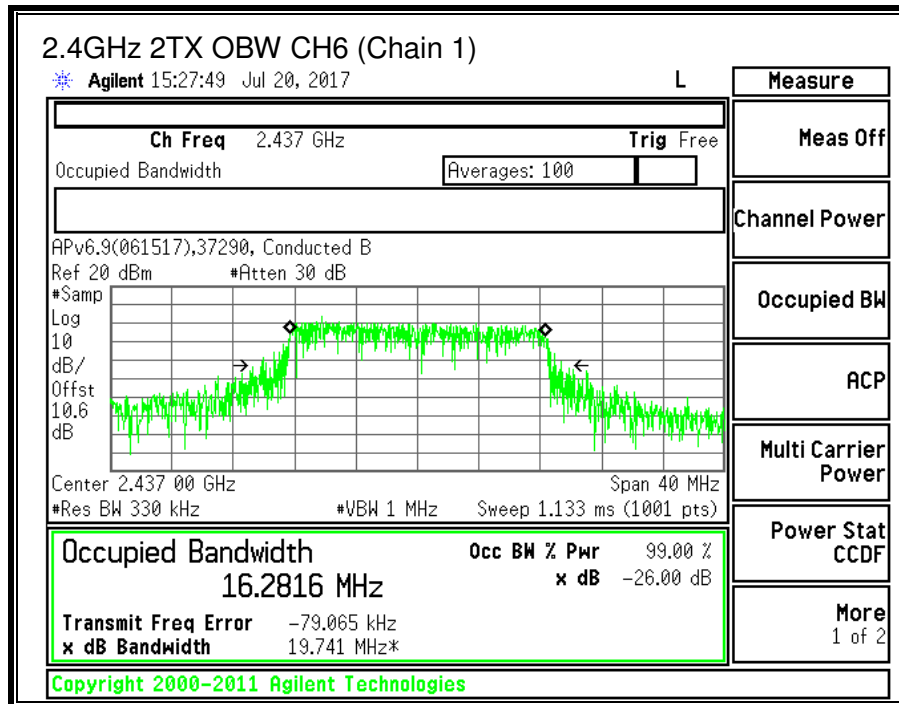 2.4GHz 2TX OBW CH6 (Chain 1)
Agilent 15:27:49 Jul 20, 2017 L
Measure
Ch Freq 2.437 GHz Trig Free
Meas Off
Occupied Bandwidth Averages: 100
Channel Power
APv6.9(061517),37290, Conducted B
Ref 20 dBm #Atten 30 dB
#Samp
Log
10
dB/
Offst
10.6
dB
Occupied BW
ACP
Multi Carrier
Power
Center 2.437 00 GHz Span 40 MHz
#Res BW 330 kHz #VBW 1 MHz Sweep 1.133 ms (1001 pts)
Power Stat
CCDF
Occupied Bandwidth Occ BW % Pwr 99.00 %
16.2816 MHz x dB -26.00 dB
Transmit Freq Error -79.065 kHz
x dB Bandwidth 19.741 MHz*
More
1 of 2
Copyright 2000-2011 Agilent Technologies